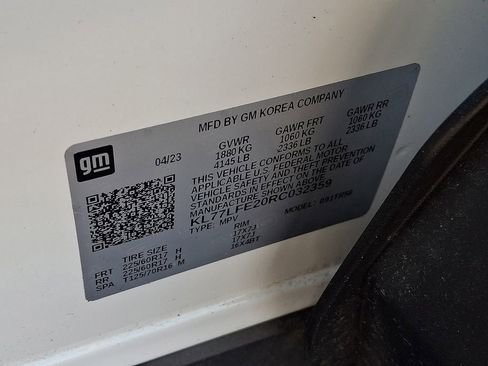 MFD BY GM KOREA COMPANY
gm
04/23
GVWR GAWR FRT GAWR RR
1880 KG 1060 KG 1060 KG
4145 LB 2336 LB 2336 LB
THIS VEHICLE CONFORMS TO ALL
APPLICABLE U.S. FEDERAL MOTOR
VEHICLE SAFETY AND THEFT PREVENTION
STANDARDS IN EFFECT ON THE DATE OF
MANUFACTURE SHOWN ABOVE.
KL77LFE20RC032359
TYPE: MPV MODEL:
TIRE SIZE RIM
FRT 225/60R17 H 17X7J
RR 225/60R17 H 17X7J
SPA T125/70R16 M 16X4BT